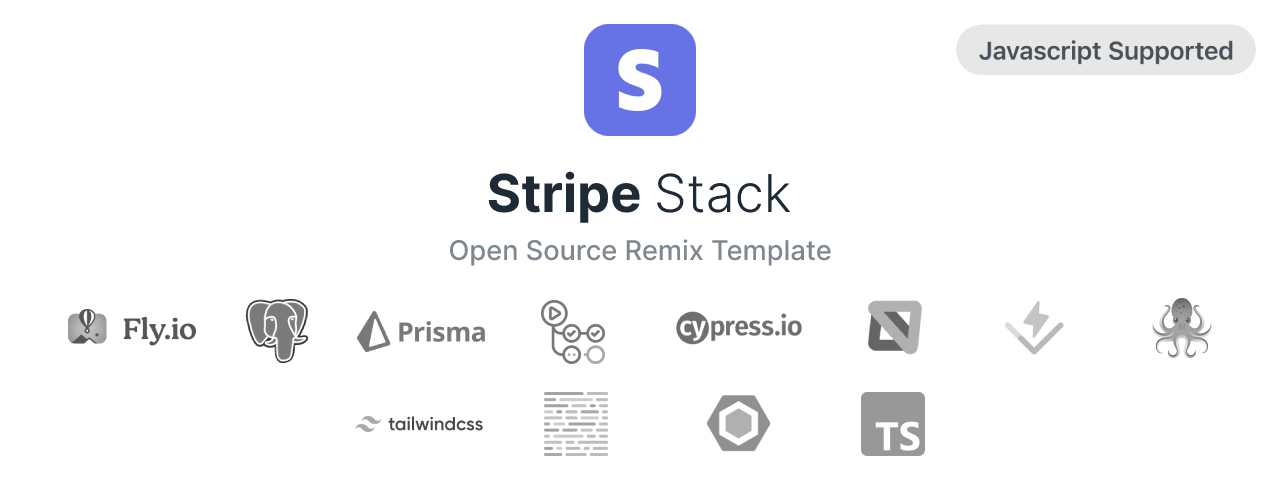 Javascript Supported
S
Stripe Stack
Open Source Remix Template
Fly.io
Prisma
cypress.io
tailwindcss
TS